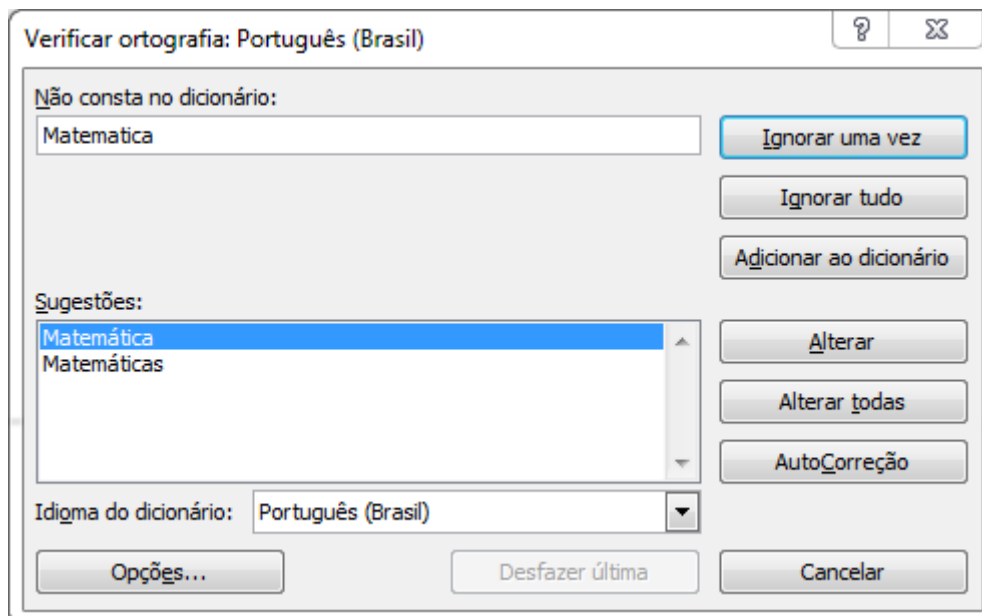 Verificar ortografia: Português (Brasil)
Não consta no dicionário:
Matematica
Ignorar uma vez
Ignorar tudo
Adicionar ao dicionário
Sugestões:
Matemática
Matemáticas
Alterar
Alterar todas
AutoCorreção
Idioma do dicionário: Português (Brasil)
Opções... Desfazer última Cancelar